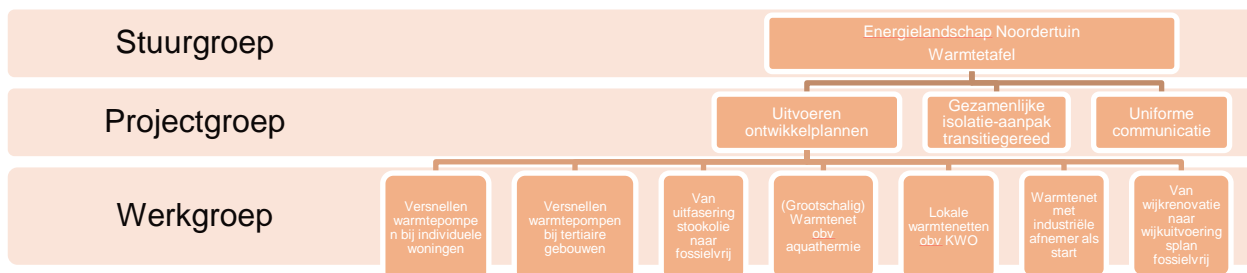 Stuurgroep
Energielandschap Noordertuin
Warmtetafel
Projectgroep
Uitvoeren
ontwikkelplannen
Gezamenlijke
isolatie-aanpak
transitiegereed
Uniforme
communicatie
Werkgroep
Versnellen
warmtepompe
n bij individuele
woningen
Versnellen
warmtepompen
bij tertiaire
gebouwen
Van
uitfasering
stookolie
naar
fossielvrij
(Grootschalig)
Warmtenet
obv
aquathermie
Lokale
warmtenetten
obv KWO
Warmtenet
met
industriële
afnemer als
start
Van
wijkrenovatie
naar
wijkuitvoering
splan
fossielvrij